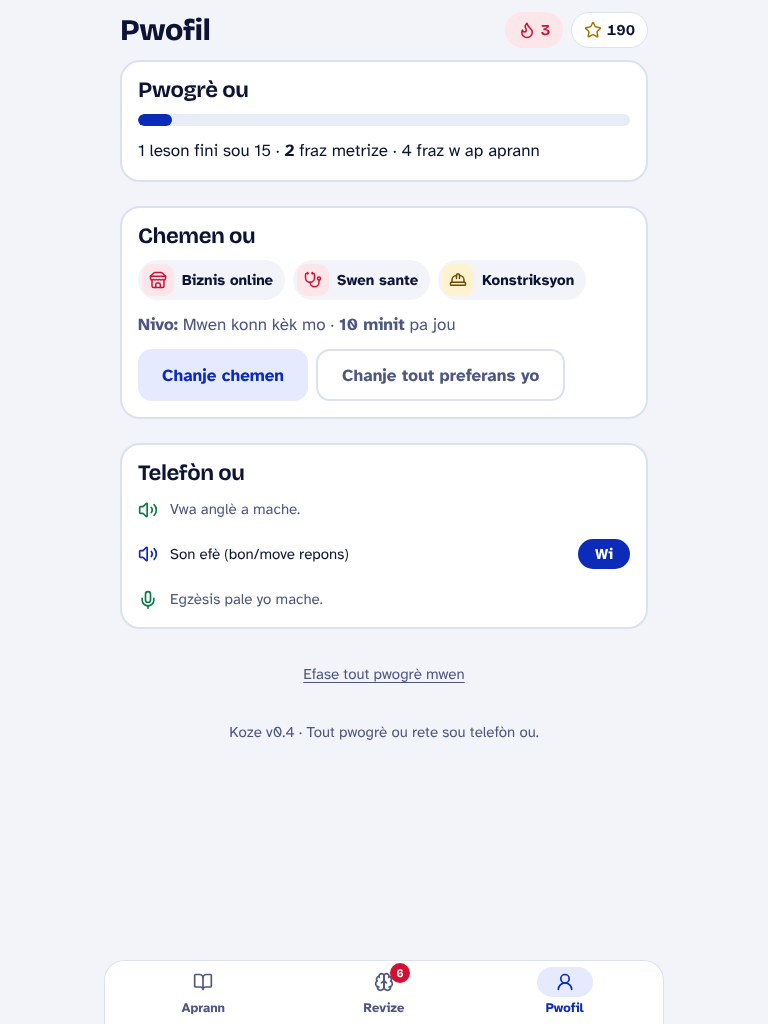 Pwofil
3
190
Pwogrè ou
1 leson fini sou 15 · 2 fraz metrize · 4 fraz w ap aprann
Chemen ou
Biznis online
Swen sante
Konstriksyon
Nivo: Mwen konn kèk mo · 10 minit pa jou
Chanje chemen
Chanje tout preferans yo
Telefòn ou
Vwa anglè a mache.
Son efè (bon/move repons)
Wi
Egzèsis pale yo mache.
Efase tout pwogrè mwen
Koze v0.4 · Tout pwogrè ou rete sou telefòn ou.
6
Aprann
Revize
Pwofil